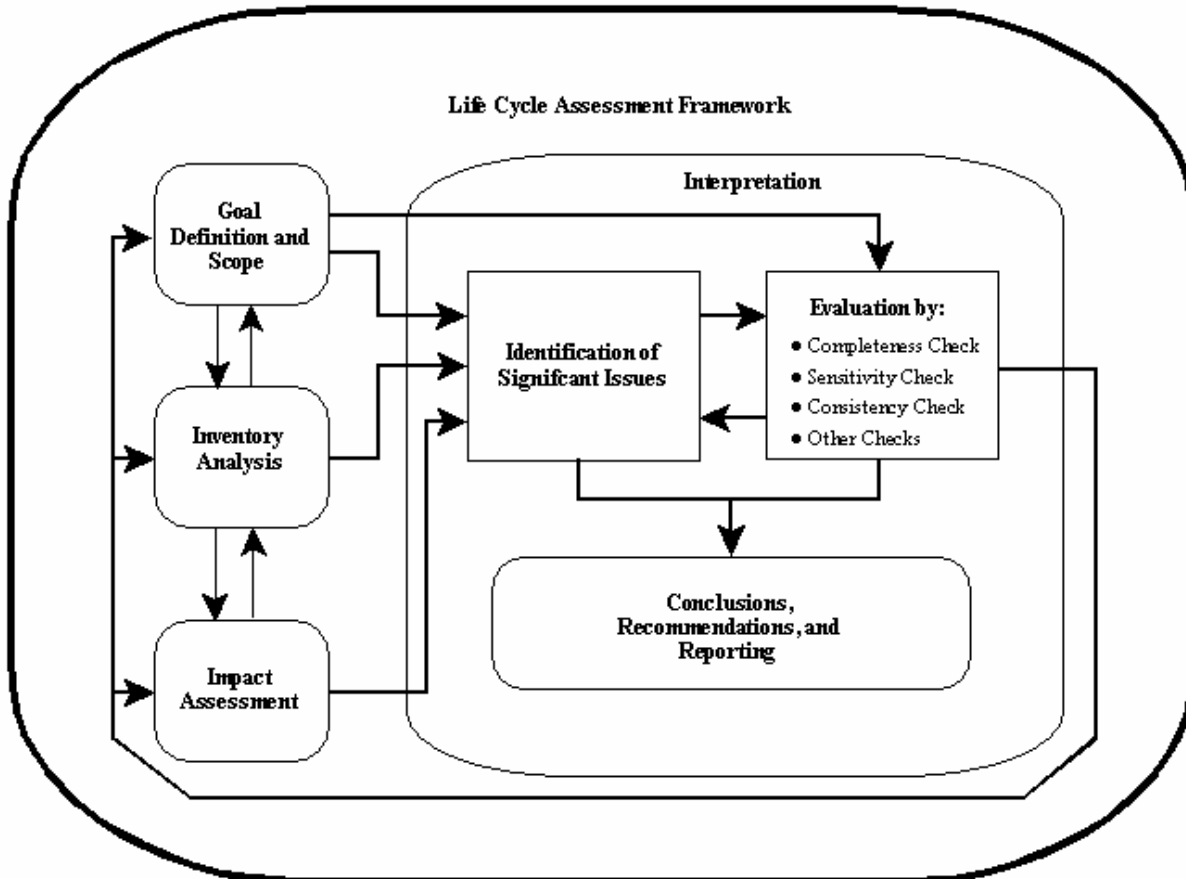 Life Cycle Assessment Framework
Interpretation
Goal
Definition and
Scope
Identification of
Signifcant Issues
Evaluation by:
● Completeness Check
● Sensitivity Check
● Consistency Check
● Other Checks
Inventory
Analysis
Conclusions,
Recommendations, and
Reporting
Impact
Assessment